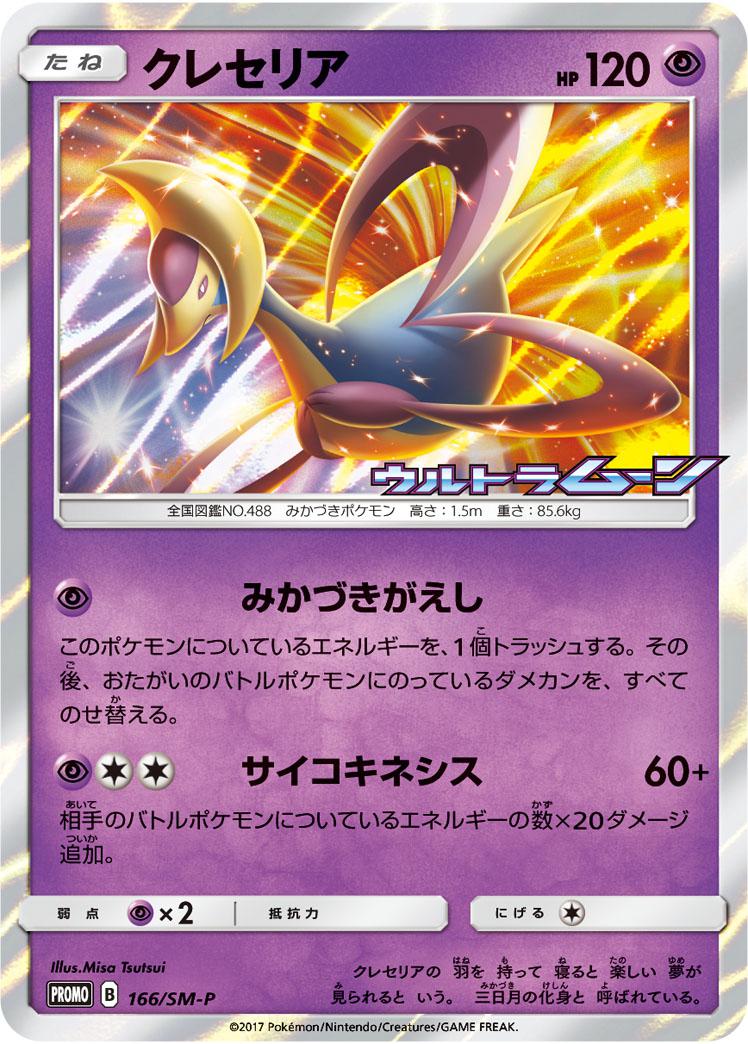 たね クレセリア HP 120
ウルトラムーン
全国図鑑NO.488 みかづきポケモン 高さ:1.5m 重さ:85.6kg
みかづきがえし
このポケモンについているエネルギーを、1個トラッシュする。その
後、おたがいのバトルポケモンにのっているダメカンを、すべて
のせ替える。
サイコキネシス 60+
相手のバトルポケモンについているエネルギーの数×20ダメージ
追加。
弱点 ×2 抵抗力 にげる
Illus.Misa Tsutsui
クレセリアの 羽を 持って 寝ると 楽しい 夢が
PROMO B 166/SM-P 見られると いう。 三日月の化身と 呼ばれている。
©2017 Pokémon/Nintendo/Creatures/GAME FREAK.